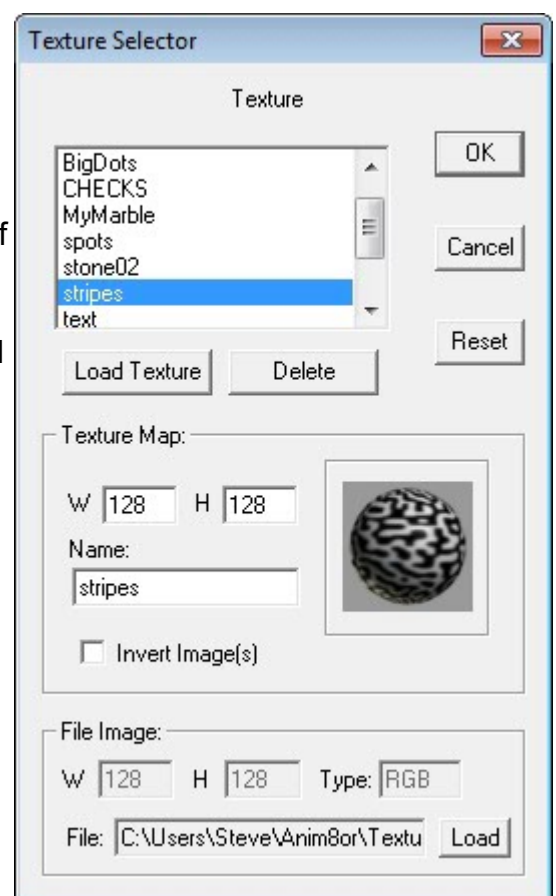 Texture Selector
Texture
BigDots
CHECKS
MyMarble
spots
stone02
stripes
text
OK
Cancel
Reset
Load Texture Delete
Texture Map:
W 128 H 128
Name:
stripes
Invert Image(s)
File Image:
W 128 H 128 Type: RGB
File: C:\Users\Steve\Anim8or\Textu Load